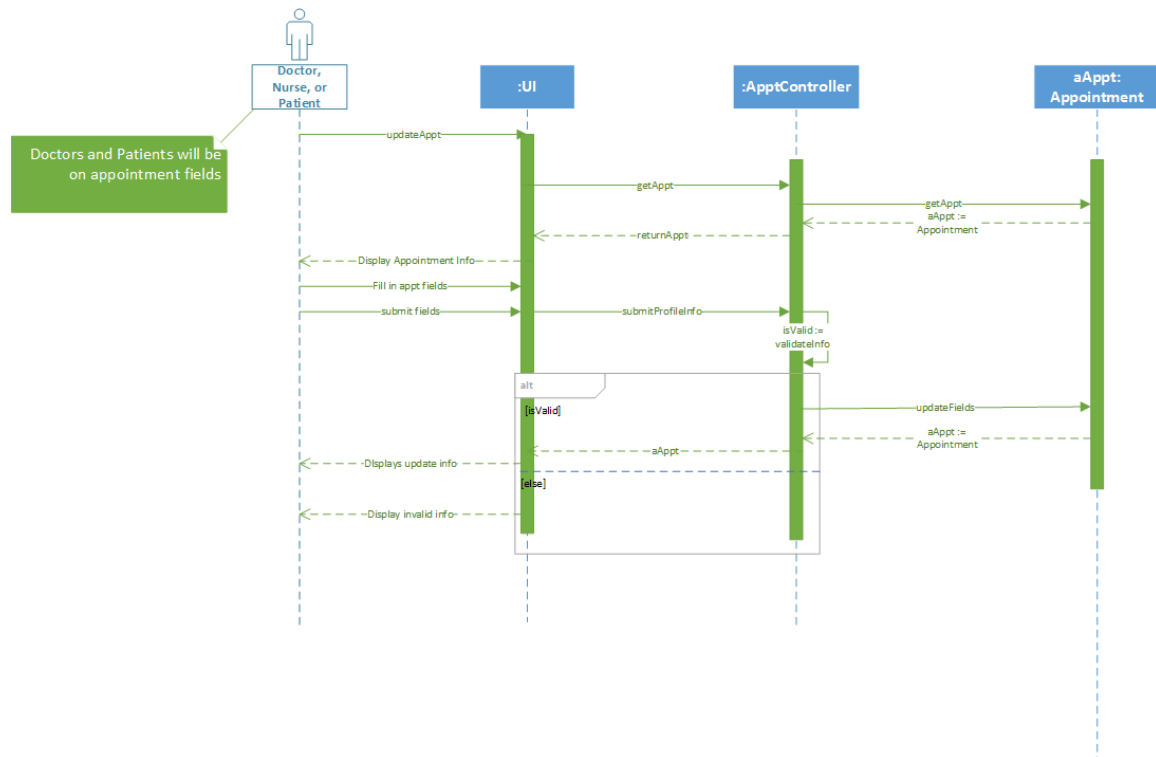 Doctor,
Nurse, or
Patient
:UI
:ApptController
aAppt:
Appointment
Doctors and Patients will be
on appointment fields
updateAppt
getAppt
getAppt
aAppt :=
Appointment
returnAppt
Display Appointment Info
Fill in appt fields
submit fields
submitProfileInfo
isValid :=
validateInfo
alt
[isValid]
updateFields
aAppt :=
Appointment
aAppt
DIsplays update info
[else]
Display invalid info